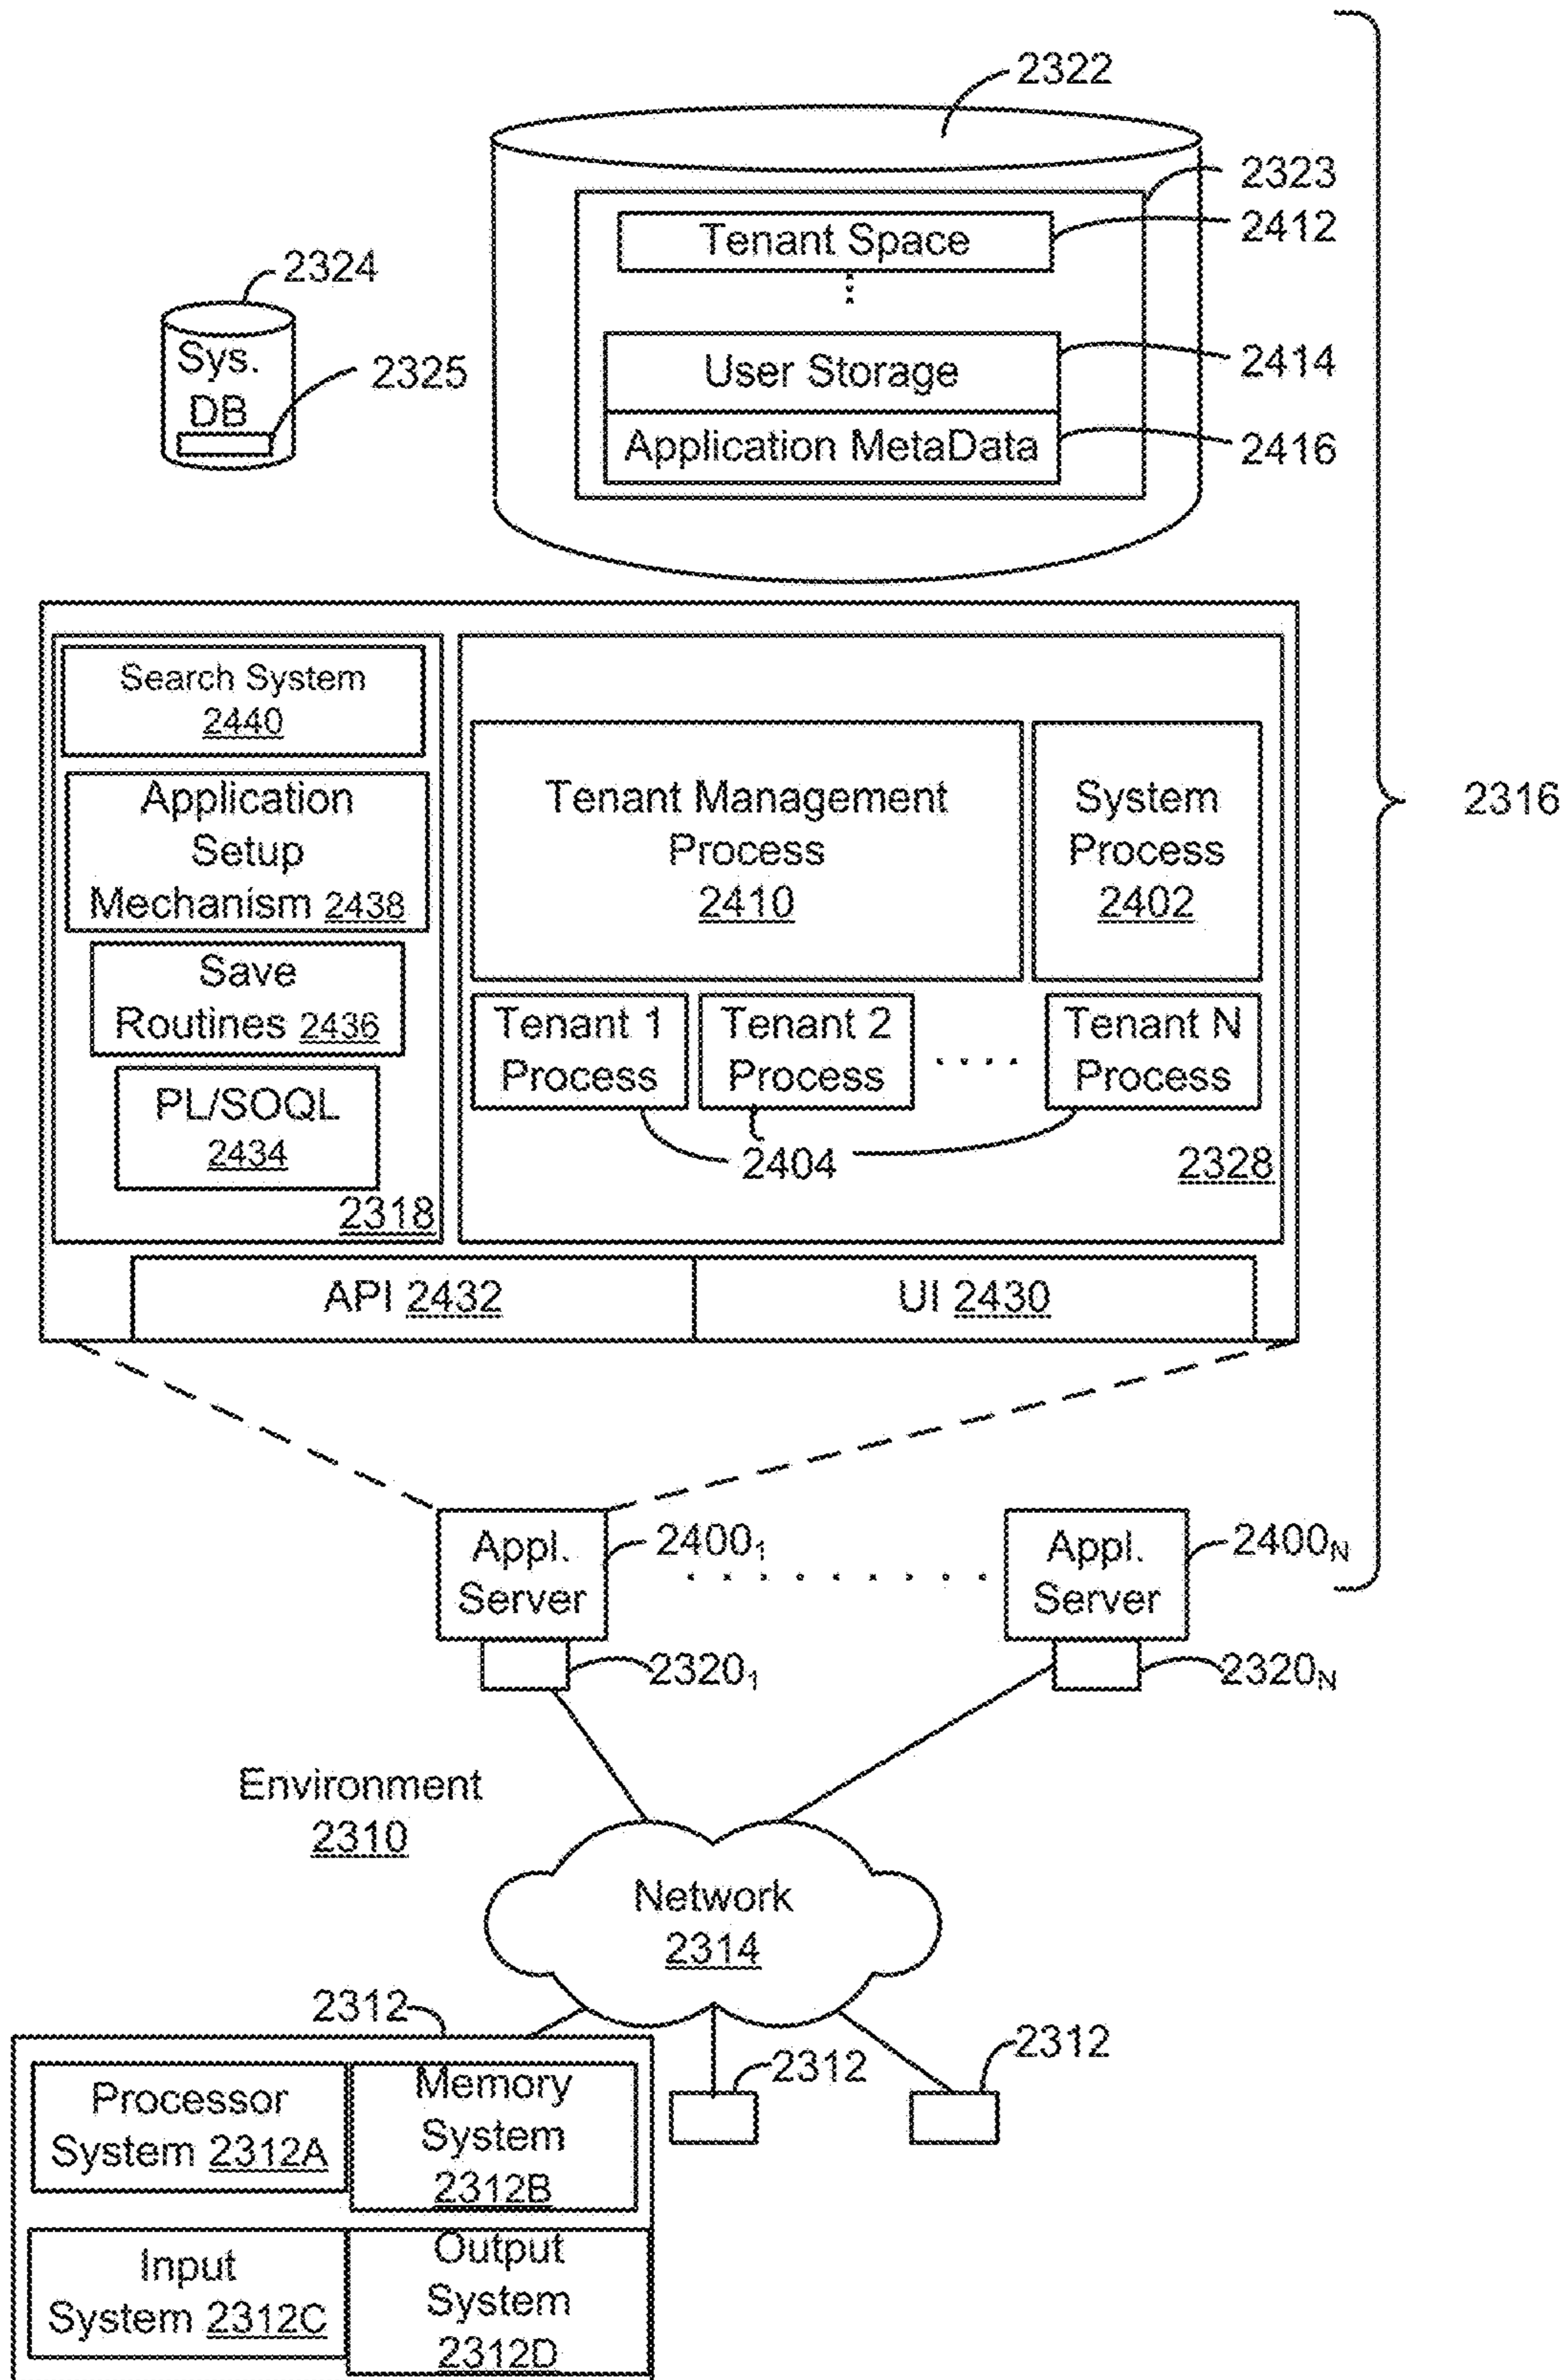 2322
2323
Tenant Space
2412
2324
Sys.
DB
2325
User Storage
2414
Application MetaData
2416
Search System
2440
Application
Setup
Mechanism 2438
Save
Routines 2436
PL/SOQL
2434
2318
Tenant Management
Process
2410
System
Process
2402
Tenant 1
Process
Tenant 2
Process
. . . .
Tenant N
Process
2404
2328
2316
API 2432
UI 2430
Appl.
Server
2400₁
Appl.
Server
2400N
2320₁
2320N
Environment
2310
Network
2314
2312
2312
2312
Processor
System 2312A
Memory
System
2312B
Input
System 2312C
Output
System
2312D